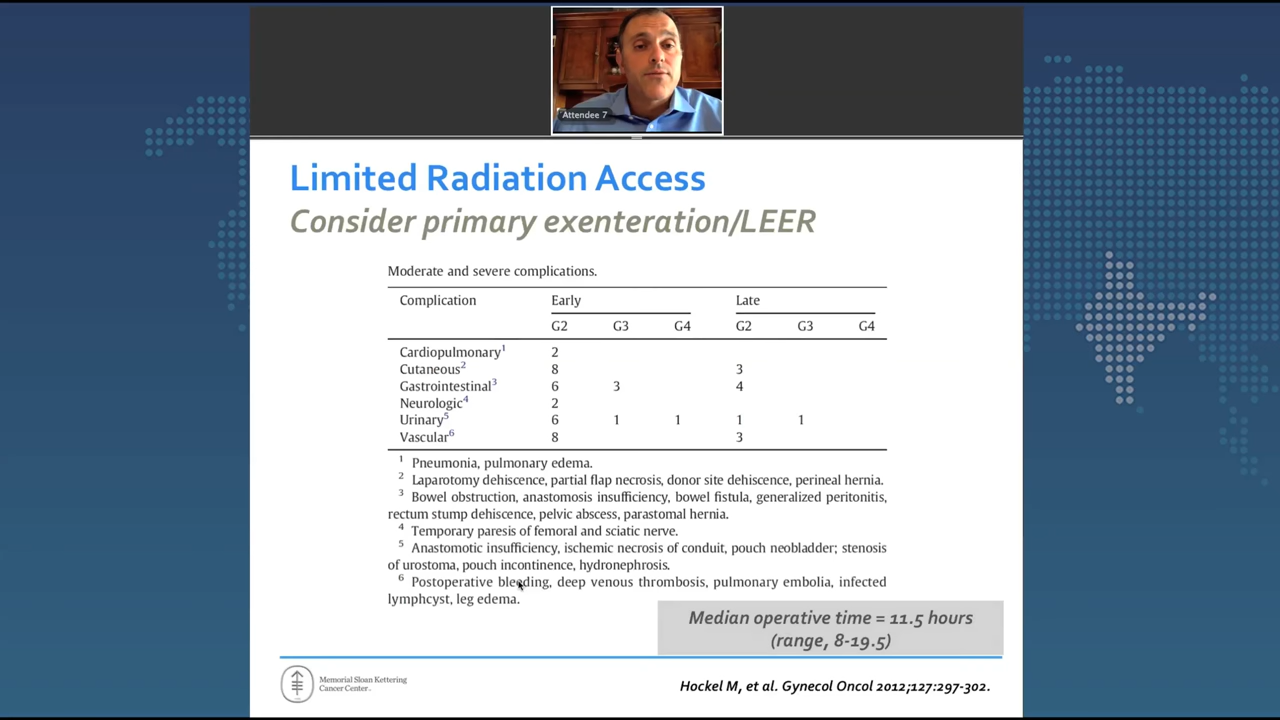 Attendee 7
Limited Radiation Access
Consider primary exenteration/LEER
Moderate and severe complications.
Complication Early Late
G2 G3 G4 G2 G3 G4
Cardiopulmonary1 2
Cutaneous2 8 3
Gastrointestinal3 6 3 4
Neurologic4 2
Urinary5 6 1 1 1 1
Vascular6 8 3
1 Pneumonia, pulmonary edema.
2 Laparotomy dehiscence, partial flap necrosis, donor site dehiscence, perineal hernia.
3 Bowel obstruction, anastomosis insufficiency, bowel fistula, generalized peritonitis,
rectum stump dehiscence, pelvic abscess, parastomal hernia.
4 Temporary paresis of femoral and sciatic nerve.
5 Anastomotic insufficiency, ischemic necrosis of conduit, pouch neobladder; stenosis
of urostoma, pouch incontinence, hydronephrosis.
6 Postoperative bleeding, deep venous thrombosis, pulmonary embolia, infected
lymphcyst, leg edema.
Median operative time = 11.5 hours
(range, 8-19.5)
Memorial Sloan Kettering
Cancer Center
Hockel M, et al. Gynecol Oncol 2012;127:297-302.